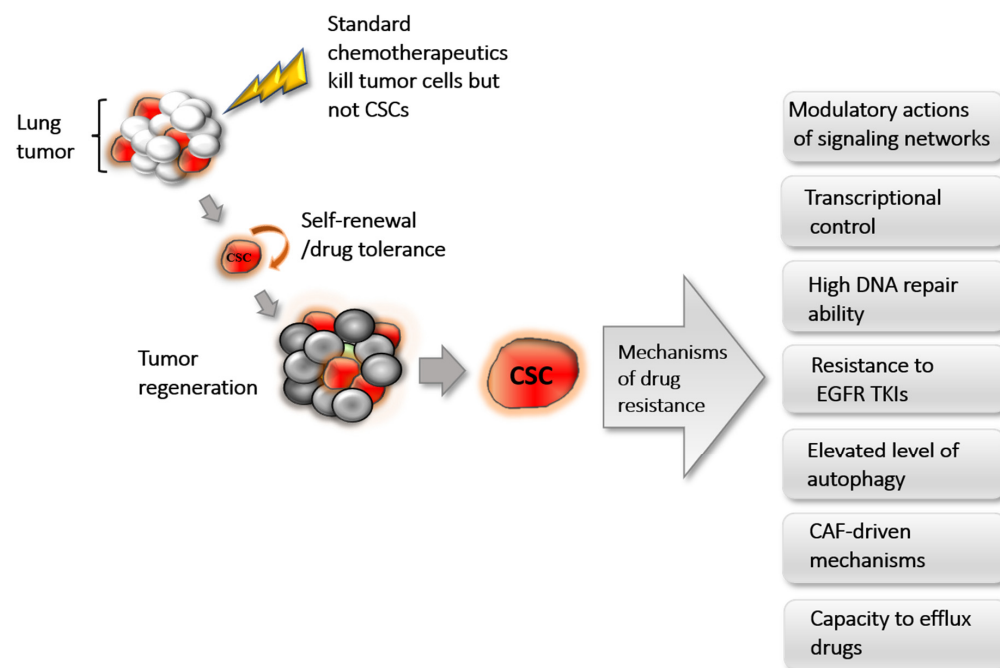 Standard
chemotherapeutics
kill tumor cells but
not CSCs
Lung
tumor
Self-renewal
/drug tolerance
CSC
Tumor
regeneration
CSC
Mechanisms
of drug
resistance
Modulatory actions
of signaling networks
Transcriptional
control
High DNA repair
ability
Resistance to
EGFR TKIs
Elevated level of
autophagy
CAF-driven
mechanisms
Capacity to efflux
drugs